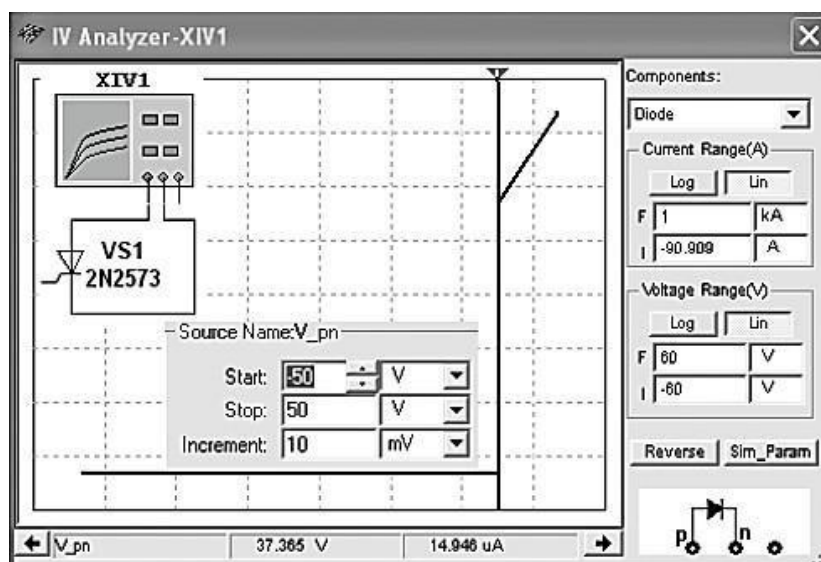 IV Analyzer-XIV1
XIV1
VS1
2N2573
Source Name:V_pn
Start: -50 V
Stop: 50 V
Increment: 10 mV
1
Components:
Diode
Current Range(A)
Log Lin
F 1 kA
I -90.909 A
Voltage Range(V)
Log Lin
F 60 V
I -60 V
Reverse Sim_Param
p n
V_pn 37.365 V 14.946 uA